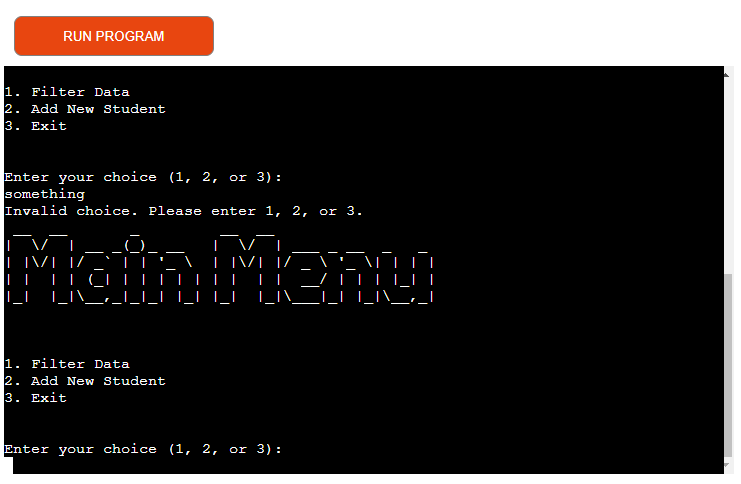 RUN PROGRAM
1. Filter Data
2. Add New Student
3. Exit
Enter your choice (1, 2, or 3):
something
Invalid choice. Please enter 1, 2, or 3.
Main Menu
1. Filter Data
2. Add New Student
3. Exit
Enter your choice (1, 2, or 3):